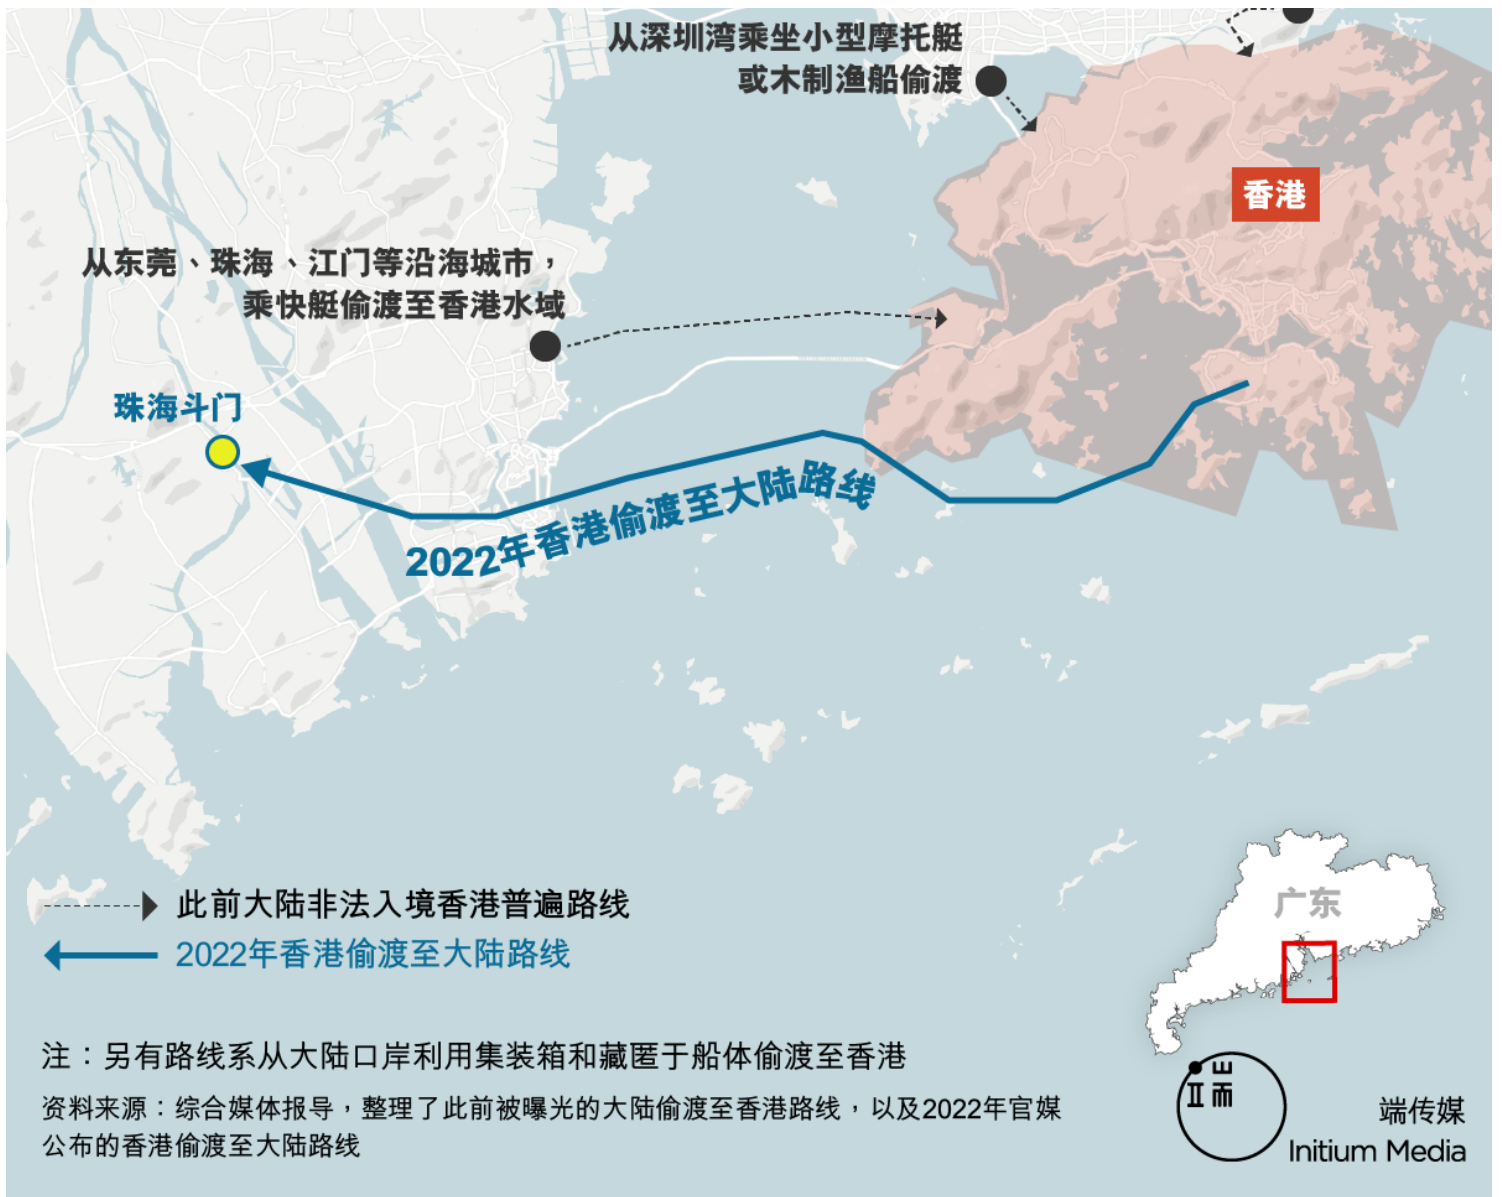 从深圳湾乘坐小型摩托艇
或木制渔船偷渡
香港
从东莞、珠海、江门等沿海城市，
乘快艇偷渡至香港水域
珠海斗门
2022年香港偷渡至大陆路线
此前大陆非法入境香港普遍路线
2022年香港偷渡至大陆路线
广东
注：另有路线系从大陆口岸利用集装箱和藏匿于船体偷渡至香港
资料来源：综合媒体报导，整理了此前被曝光的大陆偷渡至香港路线，以及2022年官媒
公布的香港偷渡至大陆路线
端
端传媒
Initium Media